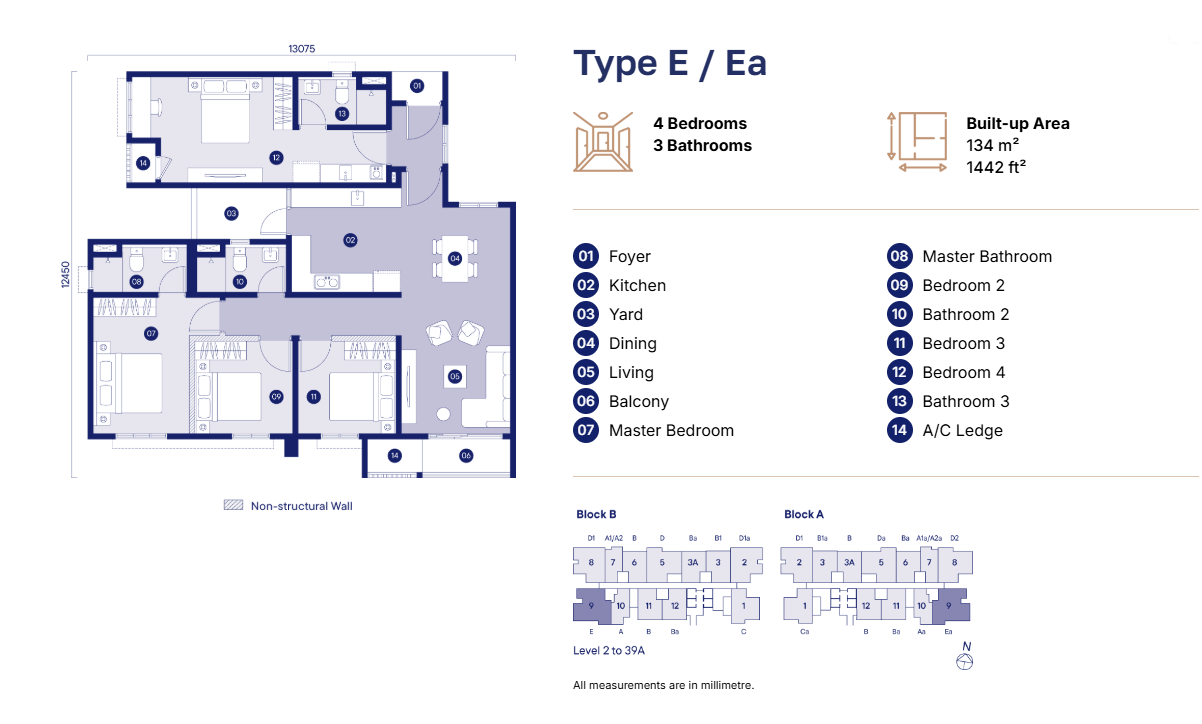 13075
12450
01
13
12
14
03
02
04
08
10
07
05
09
11
14
06
Non-structural Wall
Type E / Ea
4 Bedrooms
3 Bathrooms
Built-up Area
134 m²
1442 ft²
01 Foyer
02 Kitchen
03 Yard
04 Dining
05 Living
06 Balcony
07 Master Bedroom
08 Master Bathroom
09 Bedroom 2
10 Bathroom 2
11 Bedroom 3
12 Bedroom 4
13 Bathroom 3
14 A/C Ledge
Block B
D1 A1/A2 B D Ba B1 D1a
8 7 6 5 3A 3 2
9 10 11 12 1
E A B Ba C
Level 2 to 39A
Block A
D1 B1a B Da Ba A1a/A2a D2
2 3 3A 5 6 7 8
1 12 11 10 9
Ca B Ba Aa Ea
N
All measurements are in millimetre.